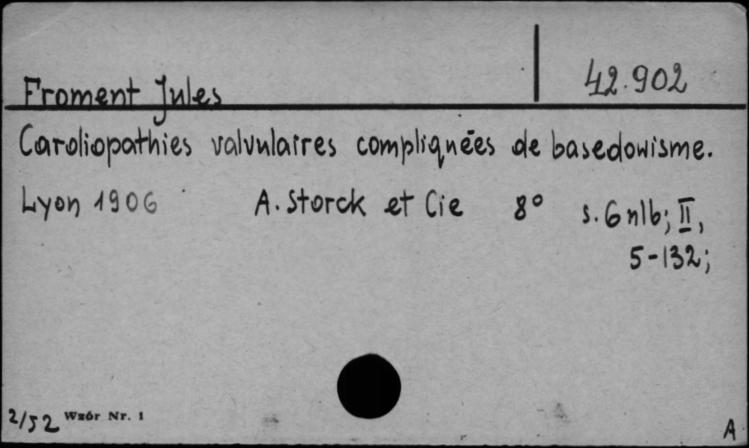 42.902
Froment Jules
Cardiopathies valvulaires compliquées de basedowisme.
Lyon 1906 A. Storck et Cie 8° s. 6 nlb; II,
5-132;
2/52 Wzór Nr. 1
A